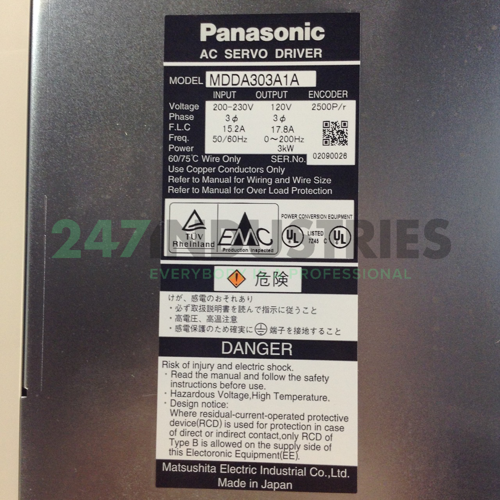 Panasonic
AC SERVO DRIVER
MODEL MDDA303A1A
INPUT OUTPUT ENCODER
Voltage 200-230V 120V 2500P/r
Phase 3ø 3ø
F.L.C 15.2A 17.8A
Freq. 50/60Hz 0~200Hz
Power 3kW
60/75℃ Wire Only SER.No. 02090026
Use Copper Conductors Only
Refer to Manual for Wiring and Wire Size
Refer to Manual for Over Load Protection
TÜV Rheinland
EMC
Production inspected
POWER CONVERSION EQUIPMENT
UL LISTED 7248 C UL
247INDUSTRIES
EVERYBODY PROFESSIONAL
危険
けが、感電のおそれあり
・必ず取扱説明書を読んで指示に従うこと
・高電圧、高温注意
・感電保護のため確実に端子を接地すること
DANGER
Risk of injury and electric shock.
・Read the manual and follow the safety
instructions before use.
・Hazardous Voltage,High Temperature.
・Design notice:
Where residual-current-operated protective
device(RCD) is used for protection in case
of direct or indirect contact,only RCD of
Type B is allowed on the supply side of
this Electoronic Equipment(EE).
Matsushita Electric Industrial Co.,Ltd.
Made in Japan